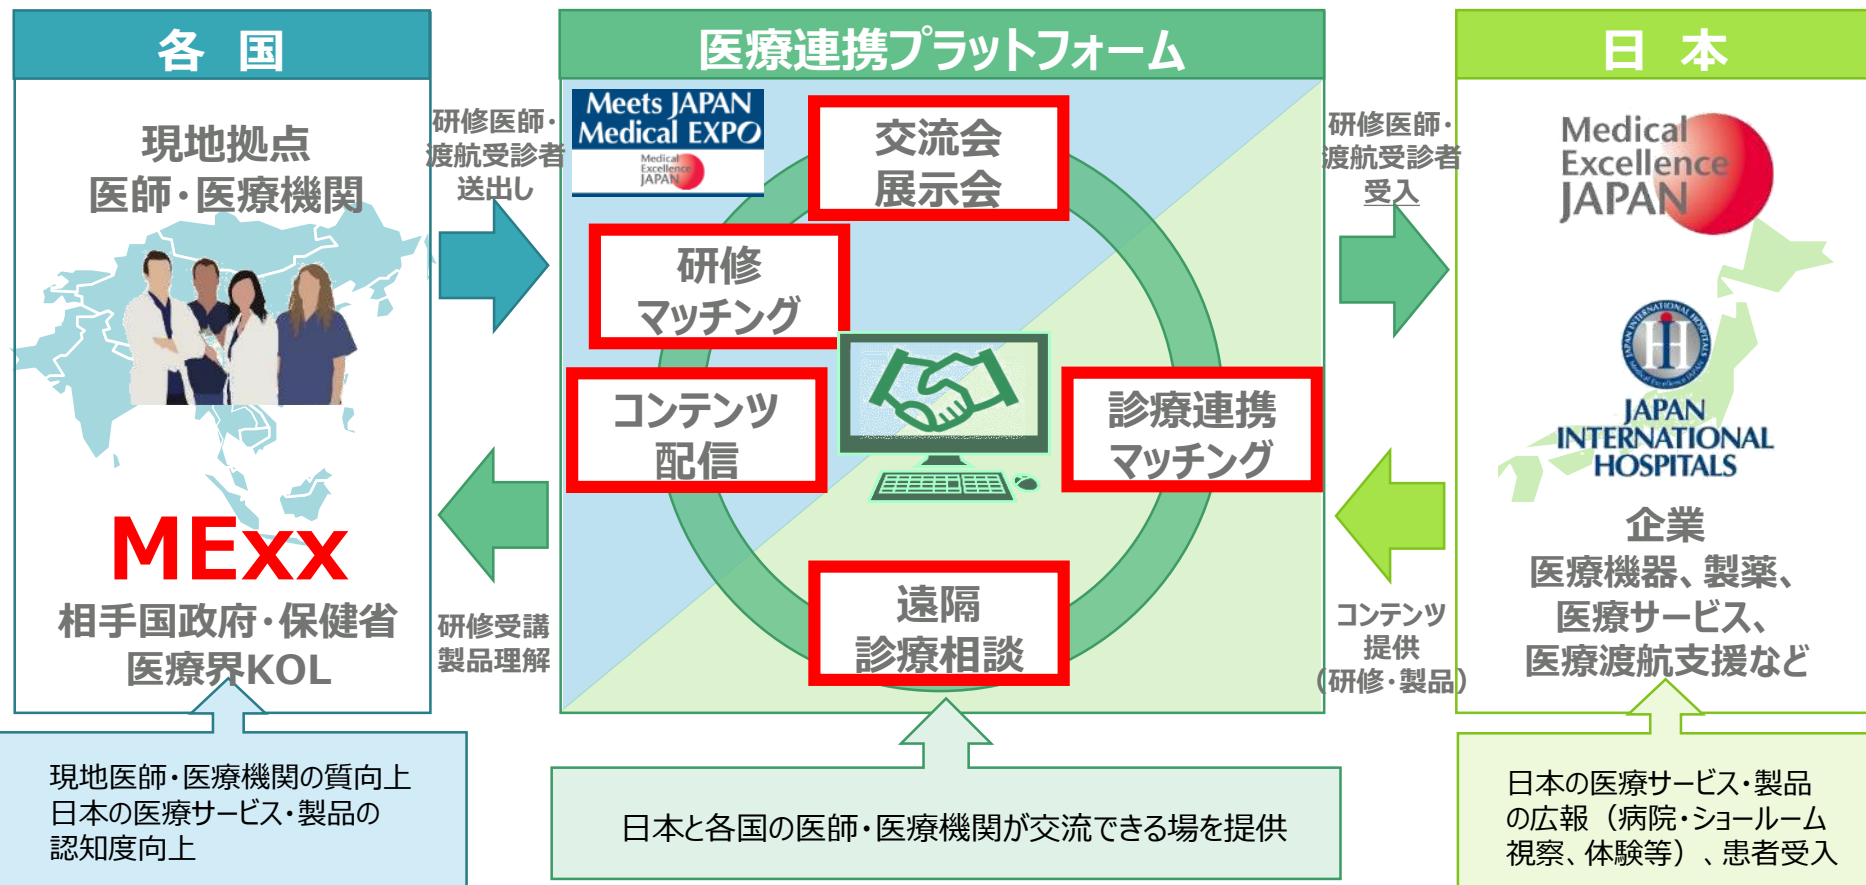 各 国
現地拠点
医師・医療機関
MExx
相手国政府・保健省
医療界KOL
研修医師・
渡航受診者
送出し
研修受講
製品理解
医療連携プラットフォーム
Meets JAPAN
Medical EXPO
Medical
Excellence
JAPAN
交流会
展示会
研修
マッチング
コンテンツ
配信
診療連携
マッチング
遠隔
診療相談
研修医師・
渡航受診者
受入
コンテンツ
提供
（研修・製品）
日 本
Medical
Excellence
JAPAN
JAPAN INTERNATIONAL HOSPITALS
Medical Excellence JAPAN
JAPAN
INTERNATIONAL
HOSPITALS
企業
医療機器、製薬、
医療サービス、
医療渡航支援など
現地医師・医療機関の質向上
日本の医療サービス・製品の
認知度向上
日本と各国の医師・医療機関が交流できる場を提供
日本の医療サービス・製品
の広報（病院・ショールーム
視察、体験等）、患者受入